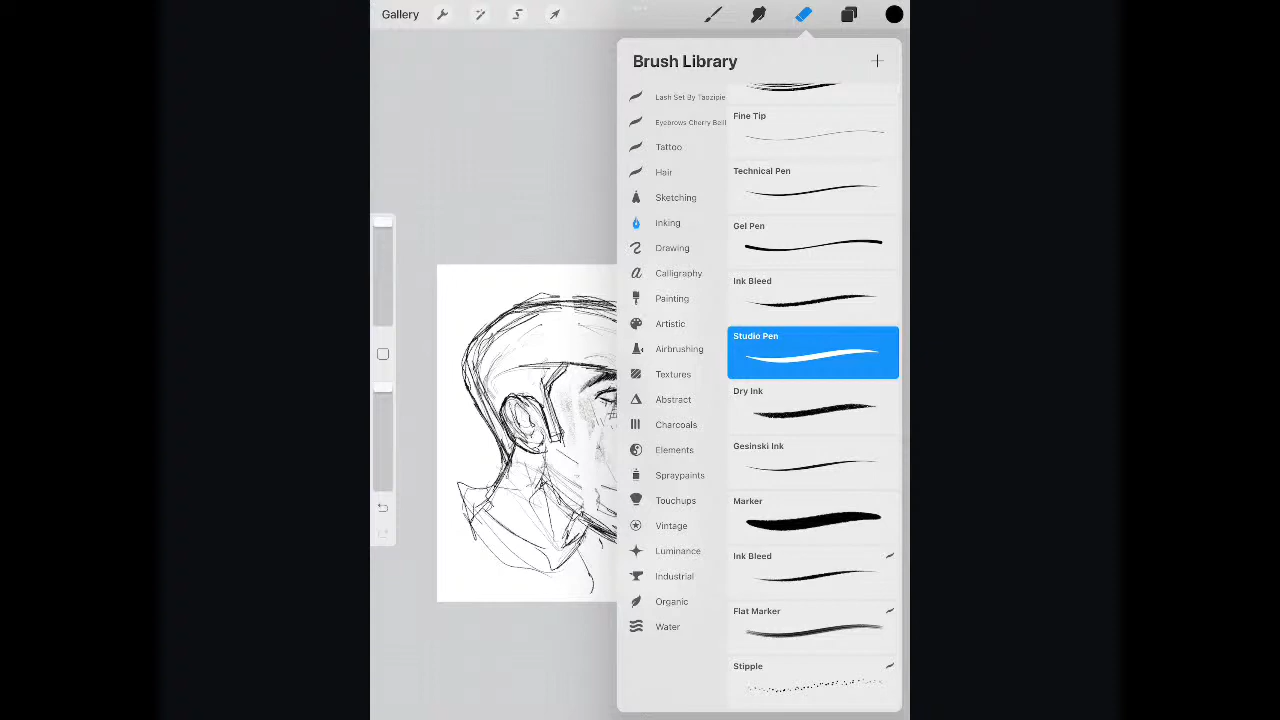 Gallery
Brush Library
Lash Set By Taozipie
Eyebrows Cherry Bell
Tattoo
Hair
Sketching
Inking
Drawing
Calligraphy
Painting
Artistic
Airbrushing
Textures
Abstract
Charcoals
Elements
Spraypaints
Touchups
Vintage
Luminance
Industrial
Organic
Water
Fine Tip
Technical Pen
Gel Pen
Ink Bleed
Studio Pen
Dry Ink
Gesinski Ink
Marker
Ink Bleed
Flat Marker
Stipple